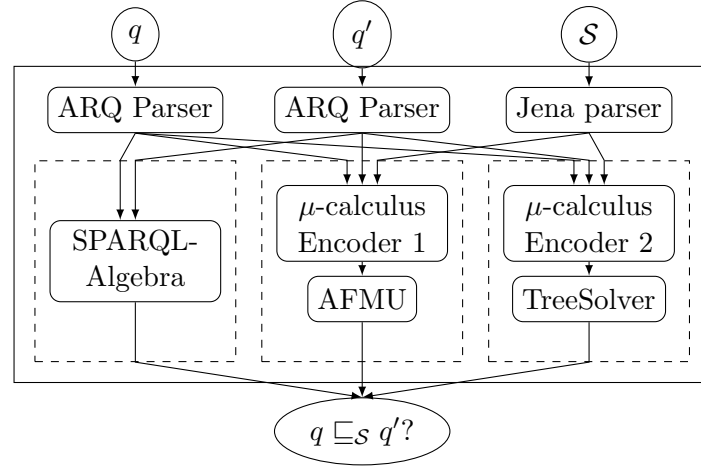 q
q′
𝒮
ARQ Parser
ARQ Parser
Jena parser
SPARQL-
Algebra
μ-calculus
Encoder 1
μ-calculus
Encoder 2
AFMU
TreeSolver
q ⊑𝒮 q′?